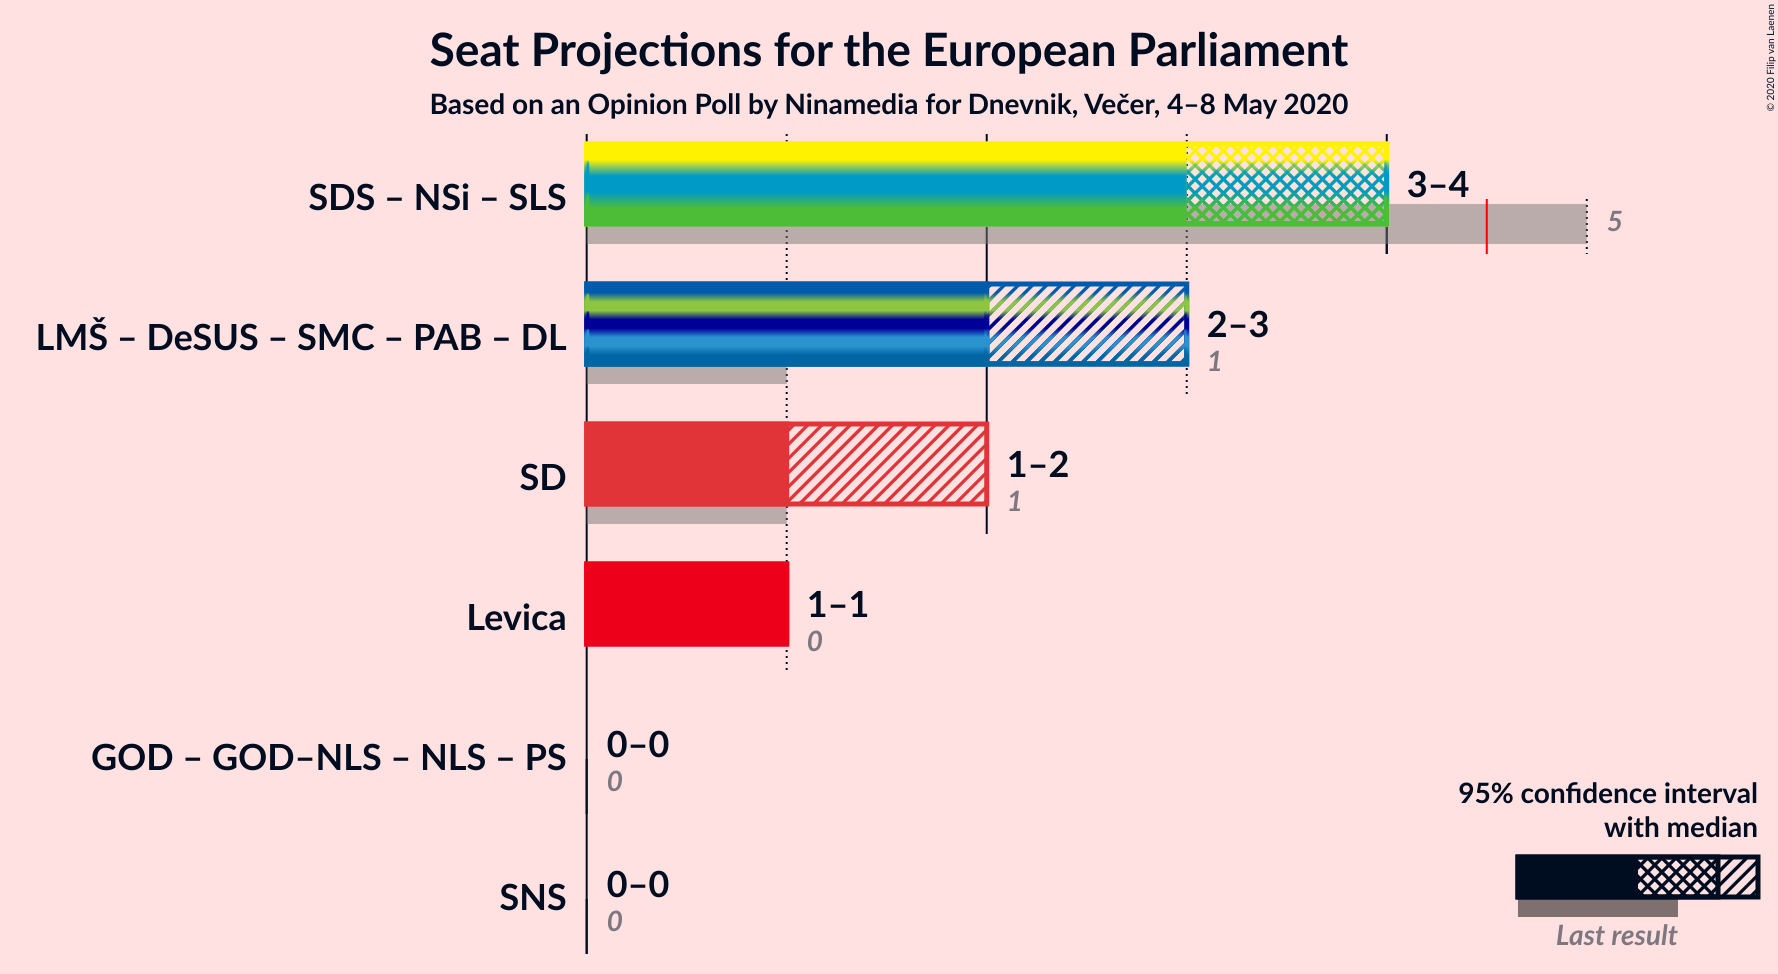 Seat Projections for the European Parliament
Based on an Opinion Poll by Ninamedia for Dnevnik, Večer, 4–8 May 2020
© 2020 Filip van Laenen
SDS – NSi – SLS
3–4
5
LMŠ – DeSUS – SMC – PAB – DL
2–3
1
SD
1–2
1
Levica
1–1
0
GOD – GOD–NLS – NLS – PS
0–0
0
SNS
0–0
0
95% confidence interval
with median
Last result